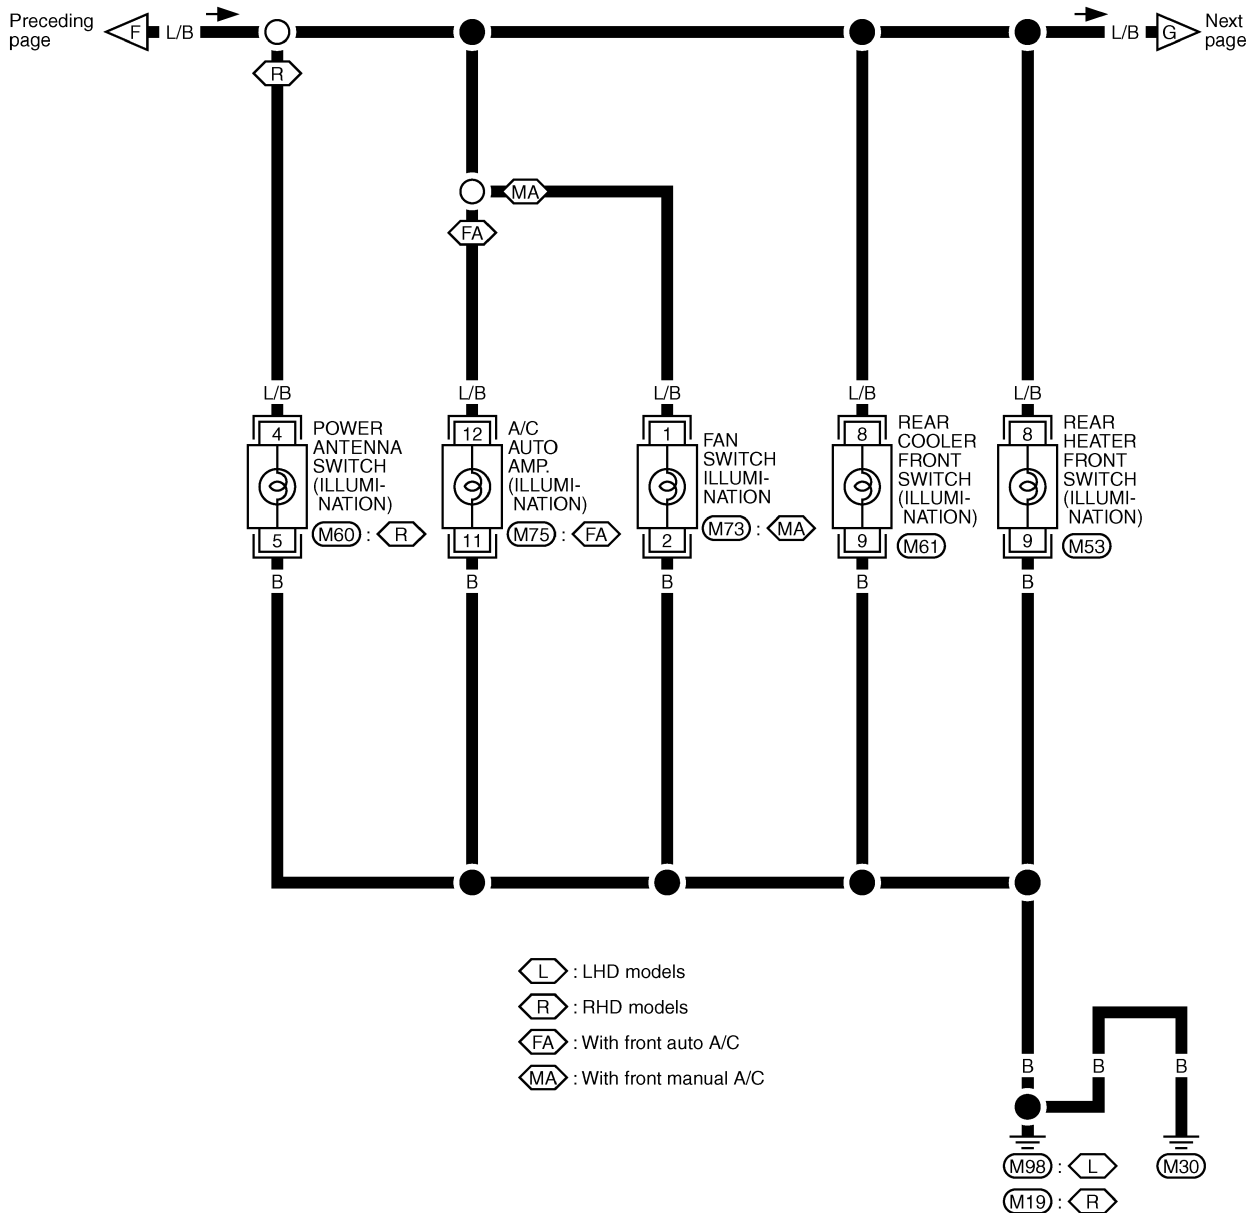 Preceding
page
F
L/B
L/B
G
Next
page
R
MA
FA
L/B
L/B
L/B
L/B
L/B
4
POWER
ANTENNA
SWITCH
(ILLUMI-
NATION)
M60 : R
5
12
A/C
AUTO
AMP.
(ILLUMI-
NATION)
M75 : FA
11
1
FAN
SWITCH
ILLUMI-
NATION
M73 : MA
2
8
REAR
COOLER
FRONT
SWITCH
(ILLUMI-
NATION)
M61
9
8
REAR
HEATER
FRONT
SWITCH
(ILLUMI-
NATION)
M53
9
B
B
B
B
B
L : LHD models
R : RHD models
FA : With front auto A/C
MA : With front manual A/C
B
B
B
M98 : L
M30
M19 : R